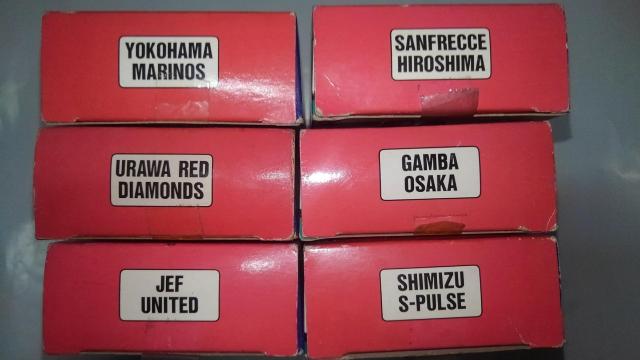 YOKOHAMA
MARINOS
SANFRECCE
HIROSHIMA
URAWA RED
DIAMONDS
GAMBA
OSAKA
JEF
UNITED
SHIMIZU
S-PULSE